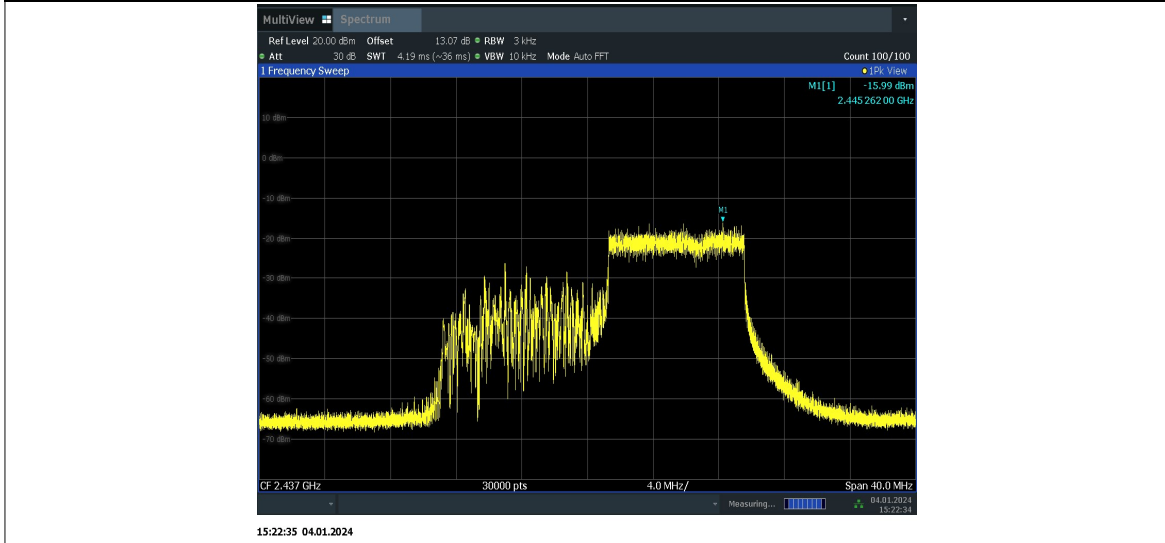 MultiView Spectrum
Ref Level 20.00 dBm Offset 13.07 dB RBW 3 kHz
Att 30 dB SWT 4.19 ms (~36 ms) VBW 10 kHz Mode Auto FFT Count 100/100
1 Frequency Sweep 1Pk View
M1[1] -15.99 dBm
2.445 262 00 GHz
10 dBm
0 dBm
-10 dBm
M1
-20 dBm
-30 dBm
-40 dBm
-50 dBm
-60 dBm
-70 dBm
CF 2.437 GHz 30000 pts 4.0 MHz/ Span 40.0 MHz
Measuring... 04.01.2024
15:22:34
15:22:35 04.01.2024